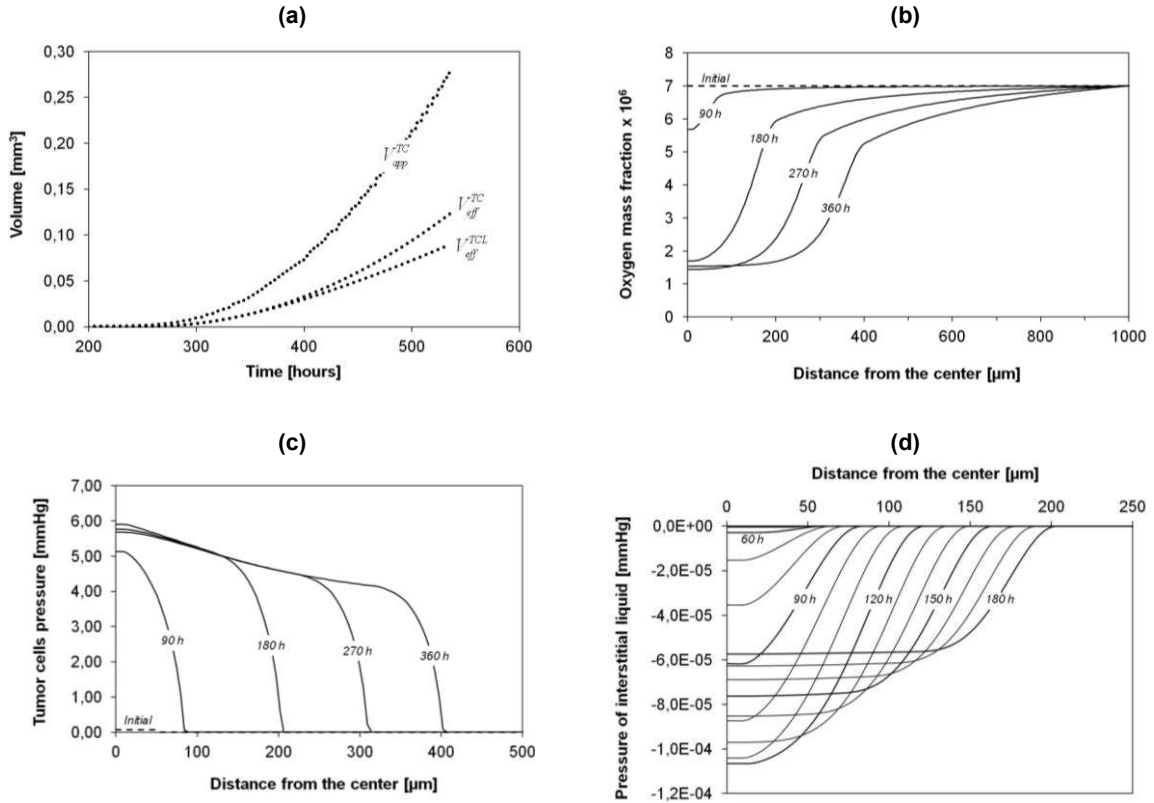 (a)
0,30
0,25
0,20
0,15
0,10
0,05
0,00
Volume [mm³]
V^TC_app
V^TC_eff
V^TCL_eff
200 300 400 500 600
Time [hours]
(b)
8
7
6
5
4
3
2
1
0
Oxygen mass fraction x 10⁶
Initial
90 h
180 h
270 h
360 h
0 200 400 600 800 1000
Distance from the center [µm]
(c)
7,00
6,00
5,00
4,00
3,00
2,00
1,00
0,00
Tumor cells pressure [mmHg]
90 h
180 h
270 h
360 h
Initial
0 100 200 300 400 500
Distance from the center [µm]
(d)
Distance from the center [µm]
0 50 100 150 200 250
0,0E+00
-2,0E-05
-4,0E-05
-6,0E-05
-8,0E-05
-1,0E-04
-1,2E-04
Pressure of interstitial liquid [mmHg]
60 h
90 h
120 h
150 h
180 h